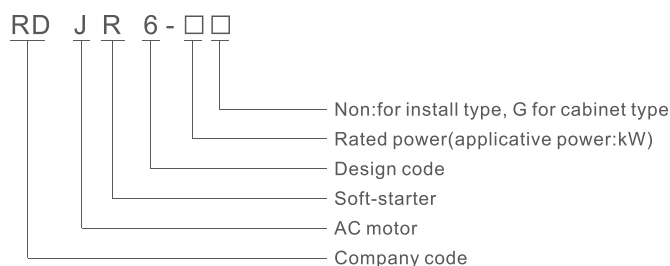 RD J R 6-□□
Non:for install type, G for cabinet type
Rated power(applicative power:kW)
Design code
Soft-starter
AC motor
Company code